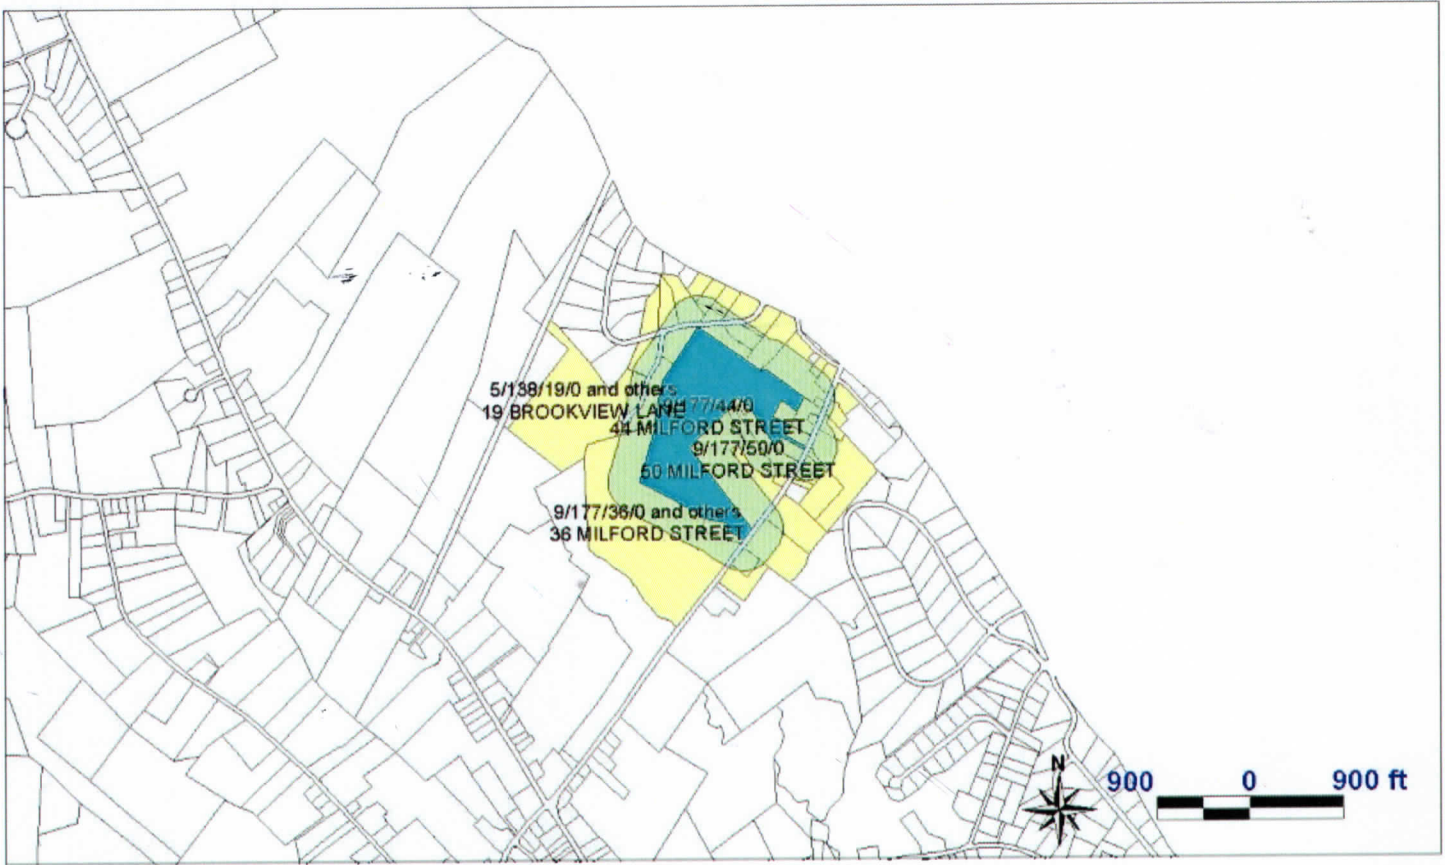 5/138/19/0 and others
19 BROOKVIEW LANE
9/177/44/0
44 MILFORD STREET
9/177/50/0
50 MILFORD STREET
9/177/36/0 and others
36 MILFORD STREET
N
900 0 900 ft